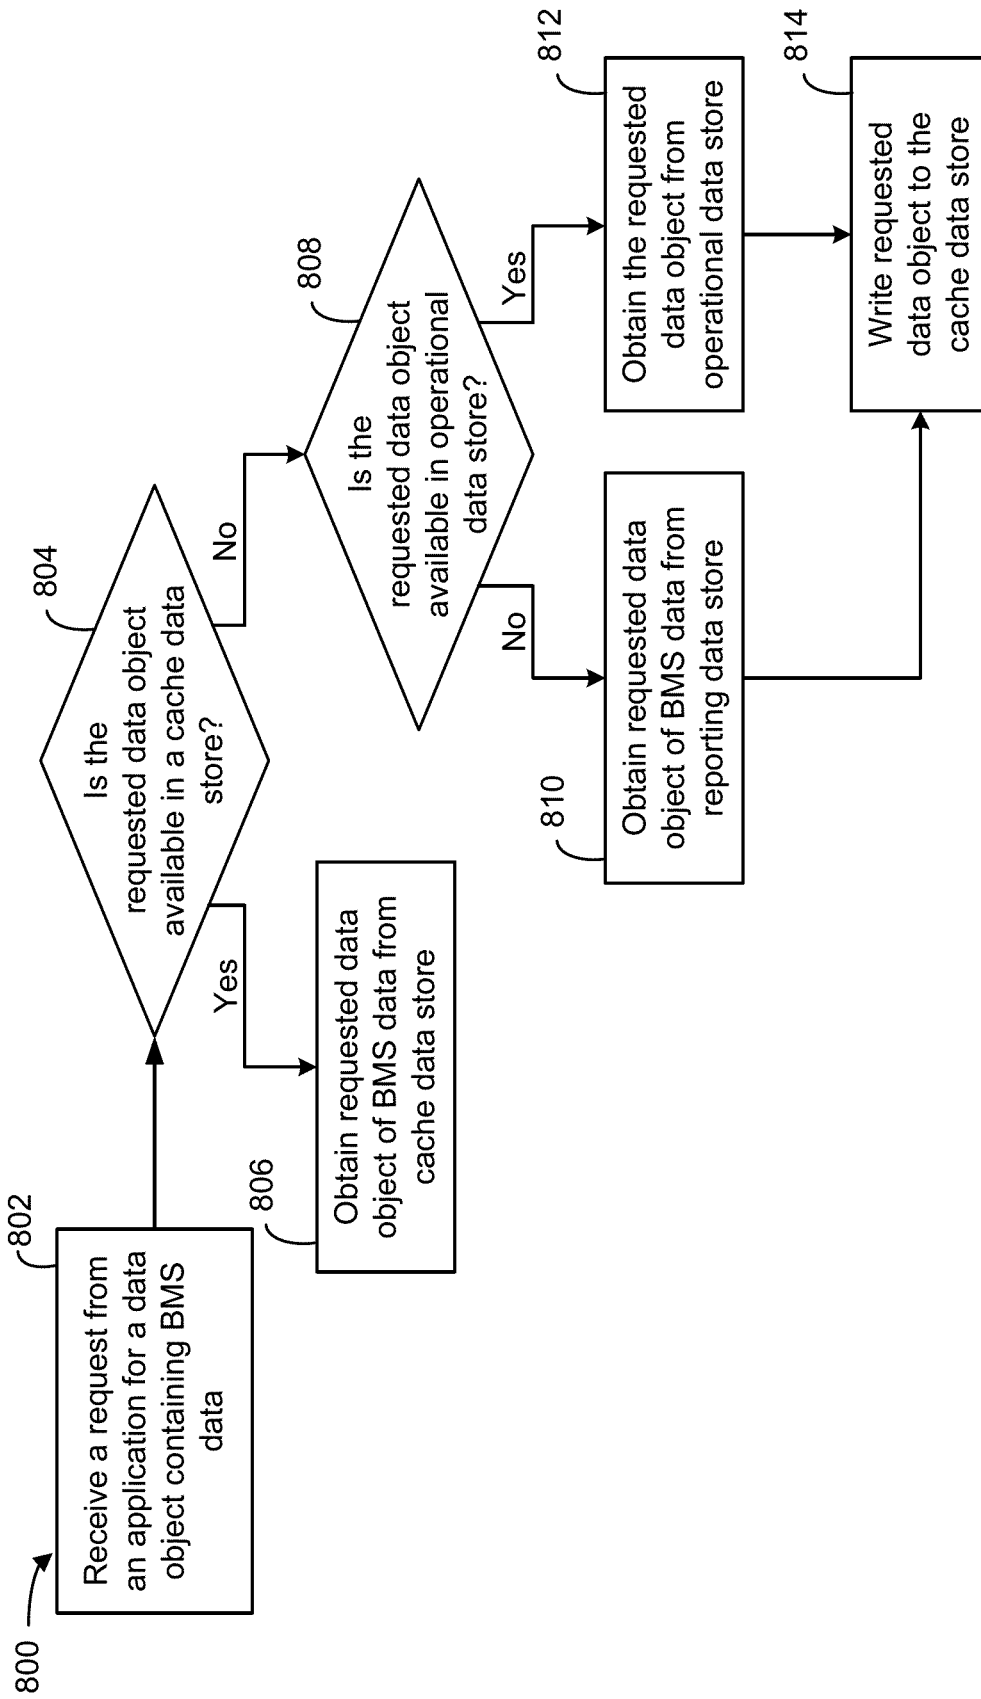 800
802
Receive a request from
an application for a data
object containing BMS
data
804
Is the
requested data object
available in a cache data
store?
Yes
No
806
Obtain requested data
object of BMS data from
cache data store
808
Is the
requested data object
available in operational
data store?
No
Yes
810
Obtain requested data
object of BMS data from
reporting data store
812
Obtain the requested
data object from
operational data store
814
Write requested
data object to the
cache data store